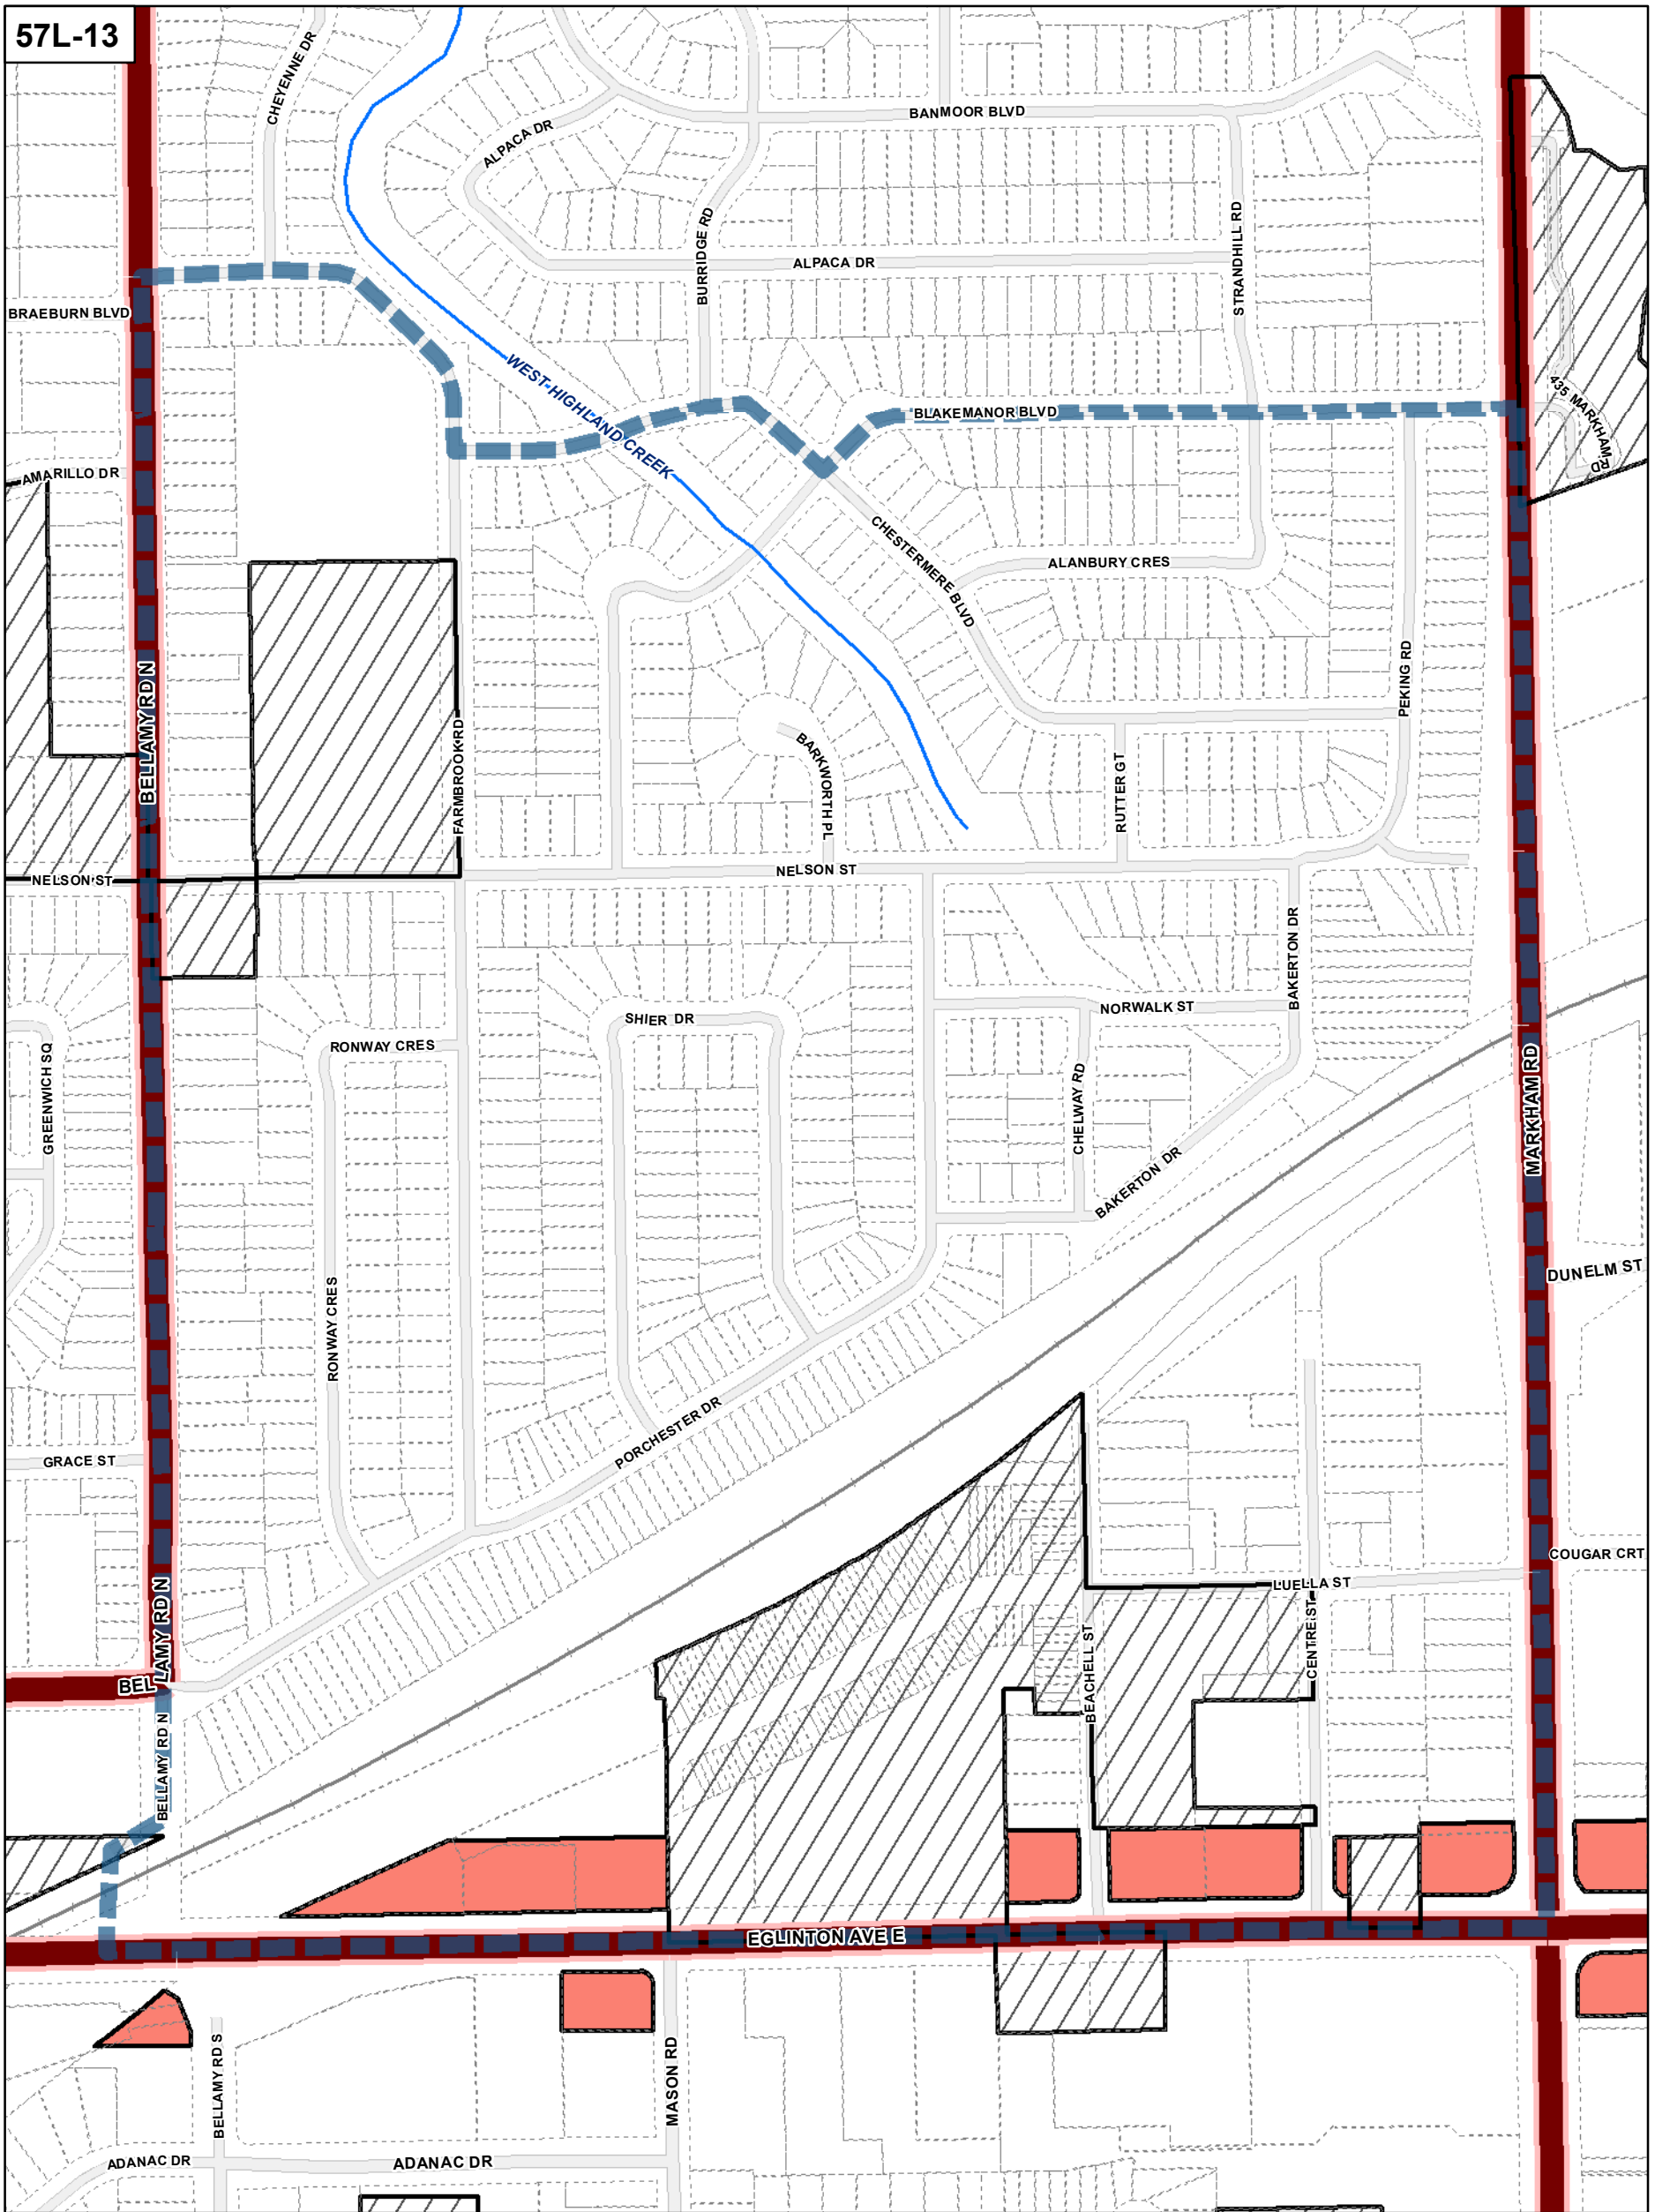 57L-13
CHEYENNE DR
BANMOOR BLVD
ALPACA DR
BURRIDGE RD
STRANDHILL RD
ALPACA DR
BRAEBURN BLVD
WEST HIGHLAND CREEK
BLAKEMANOR BLVD
435 MARKHAM RD
AMARILLO DR
CHESTERMERE BLVD
ALANBURY CRES
BELLAMY RD N
FARMBROOK RD
BARKWORTH PL
RUTTER GT
PEKING RD
NELSON ST
NELSON ST
BAKERTON DR
NORWALK ST
SHIER DR
RONWAY CRES
GREENWICH SQ
CHELWAY RD
MARKHAM RD
BAKERTON DR
DUNELM ST
RONWAY CRES
PORCHESTER DR
GRACE ST
COUGAR CRT
LUELLA ST
BELLAMY RD N
CENTRE ST
BEACHELL ST
BELLAMY RD N
EGLINTON AVE E
BELLAMY RD S
MASON RD
ADANAC DR
ADANAC DR